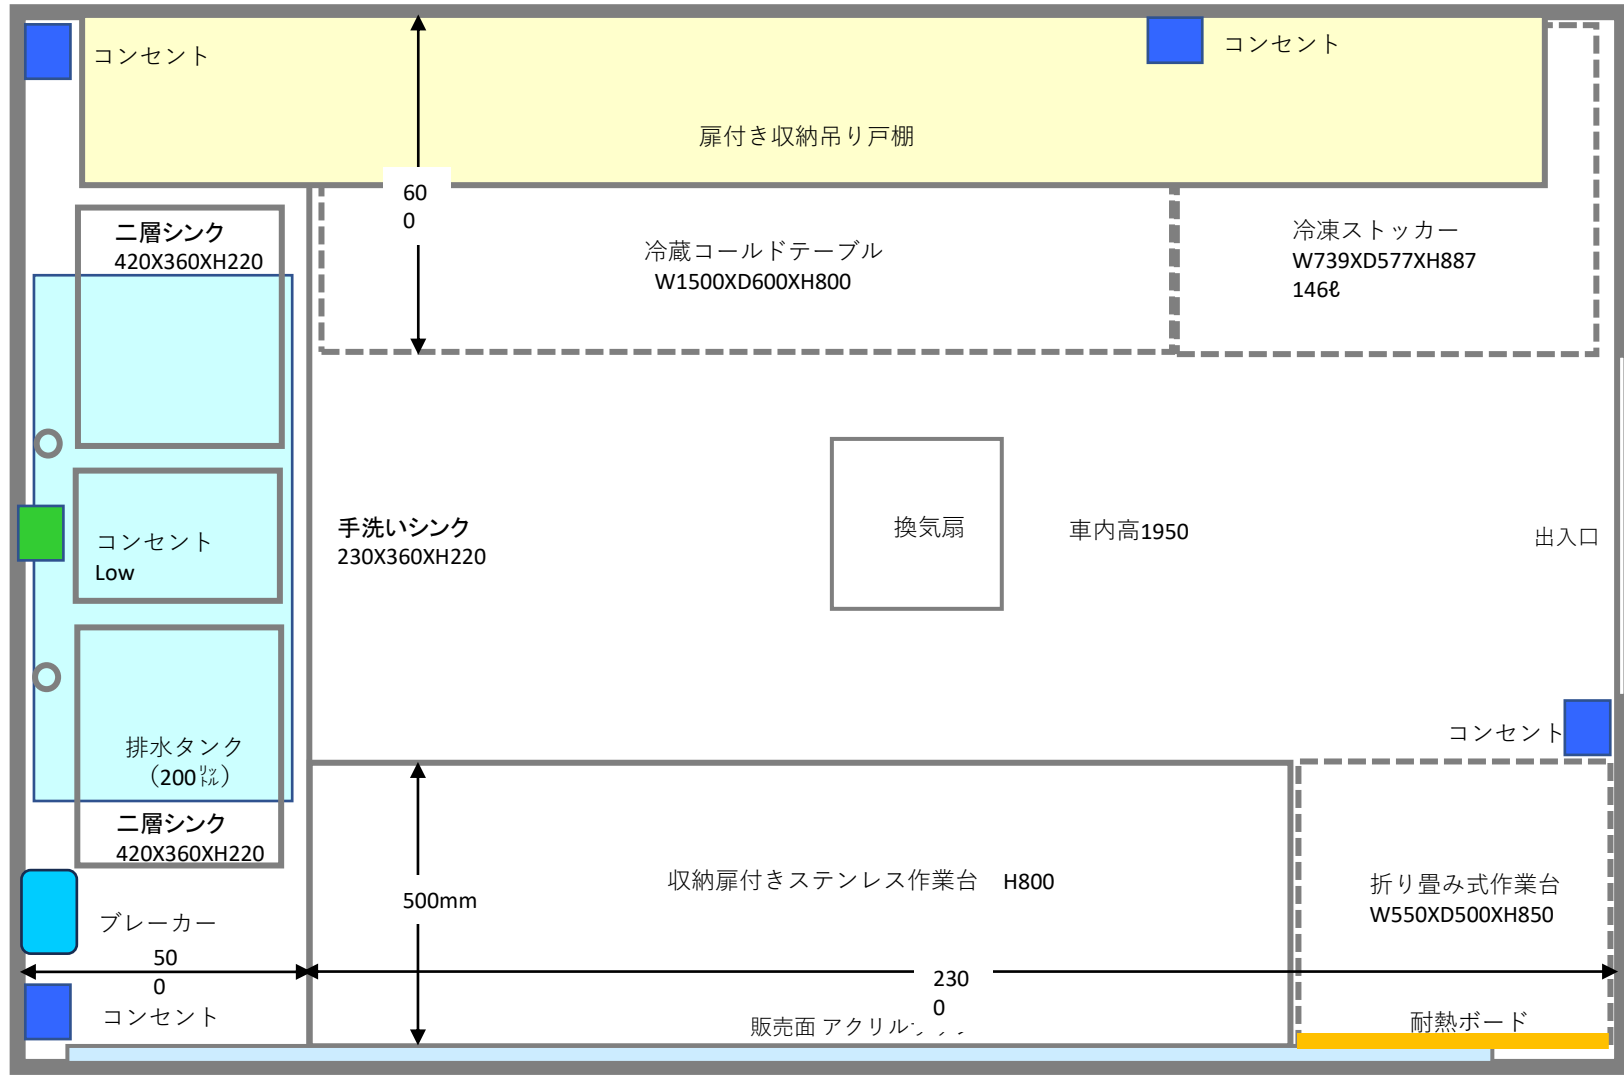 コンセント
コンセント
扉付き収納吊り戸棚
60
0
二層シンク
420X360XH220
冷蔵コールドテーブル
W1500XD600XH800
冷凍ストッカー
W739XD577XH887
146ℓ
コンセント
Low
手洗いシンク
230X360XH220
換気扇
車内高1950
出入口
コンセント
排水タンク
（200㍑）
二層シンク
420X360XH220
ブレーカー
50
0
コンセント
500mm
収納扉付きステンレス作業台 H800
折り畳み式作業台
W550XD500XH850
230
0
販売面 アクリル
耐熱ボード